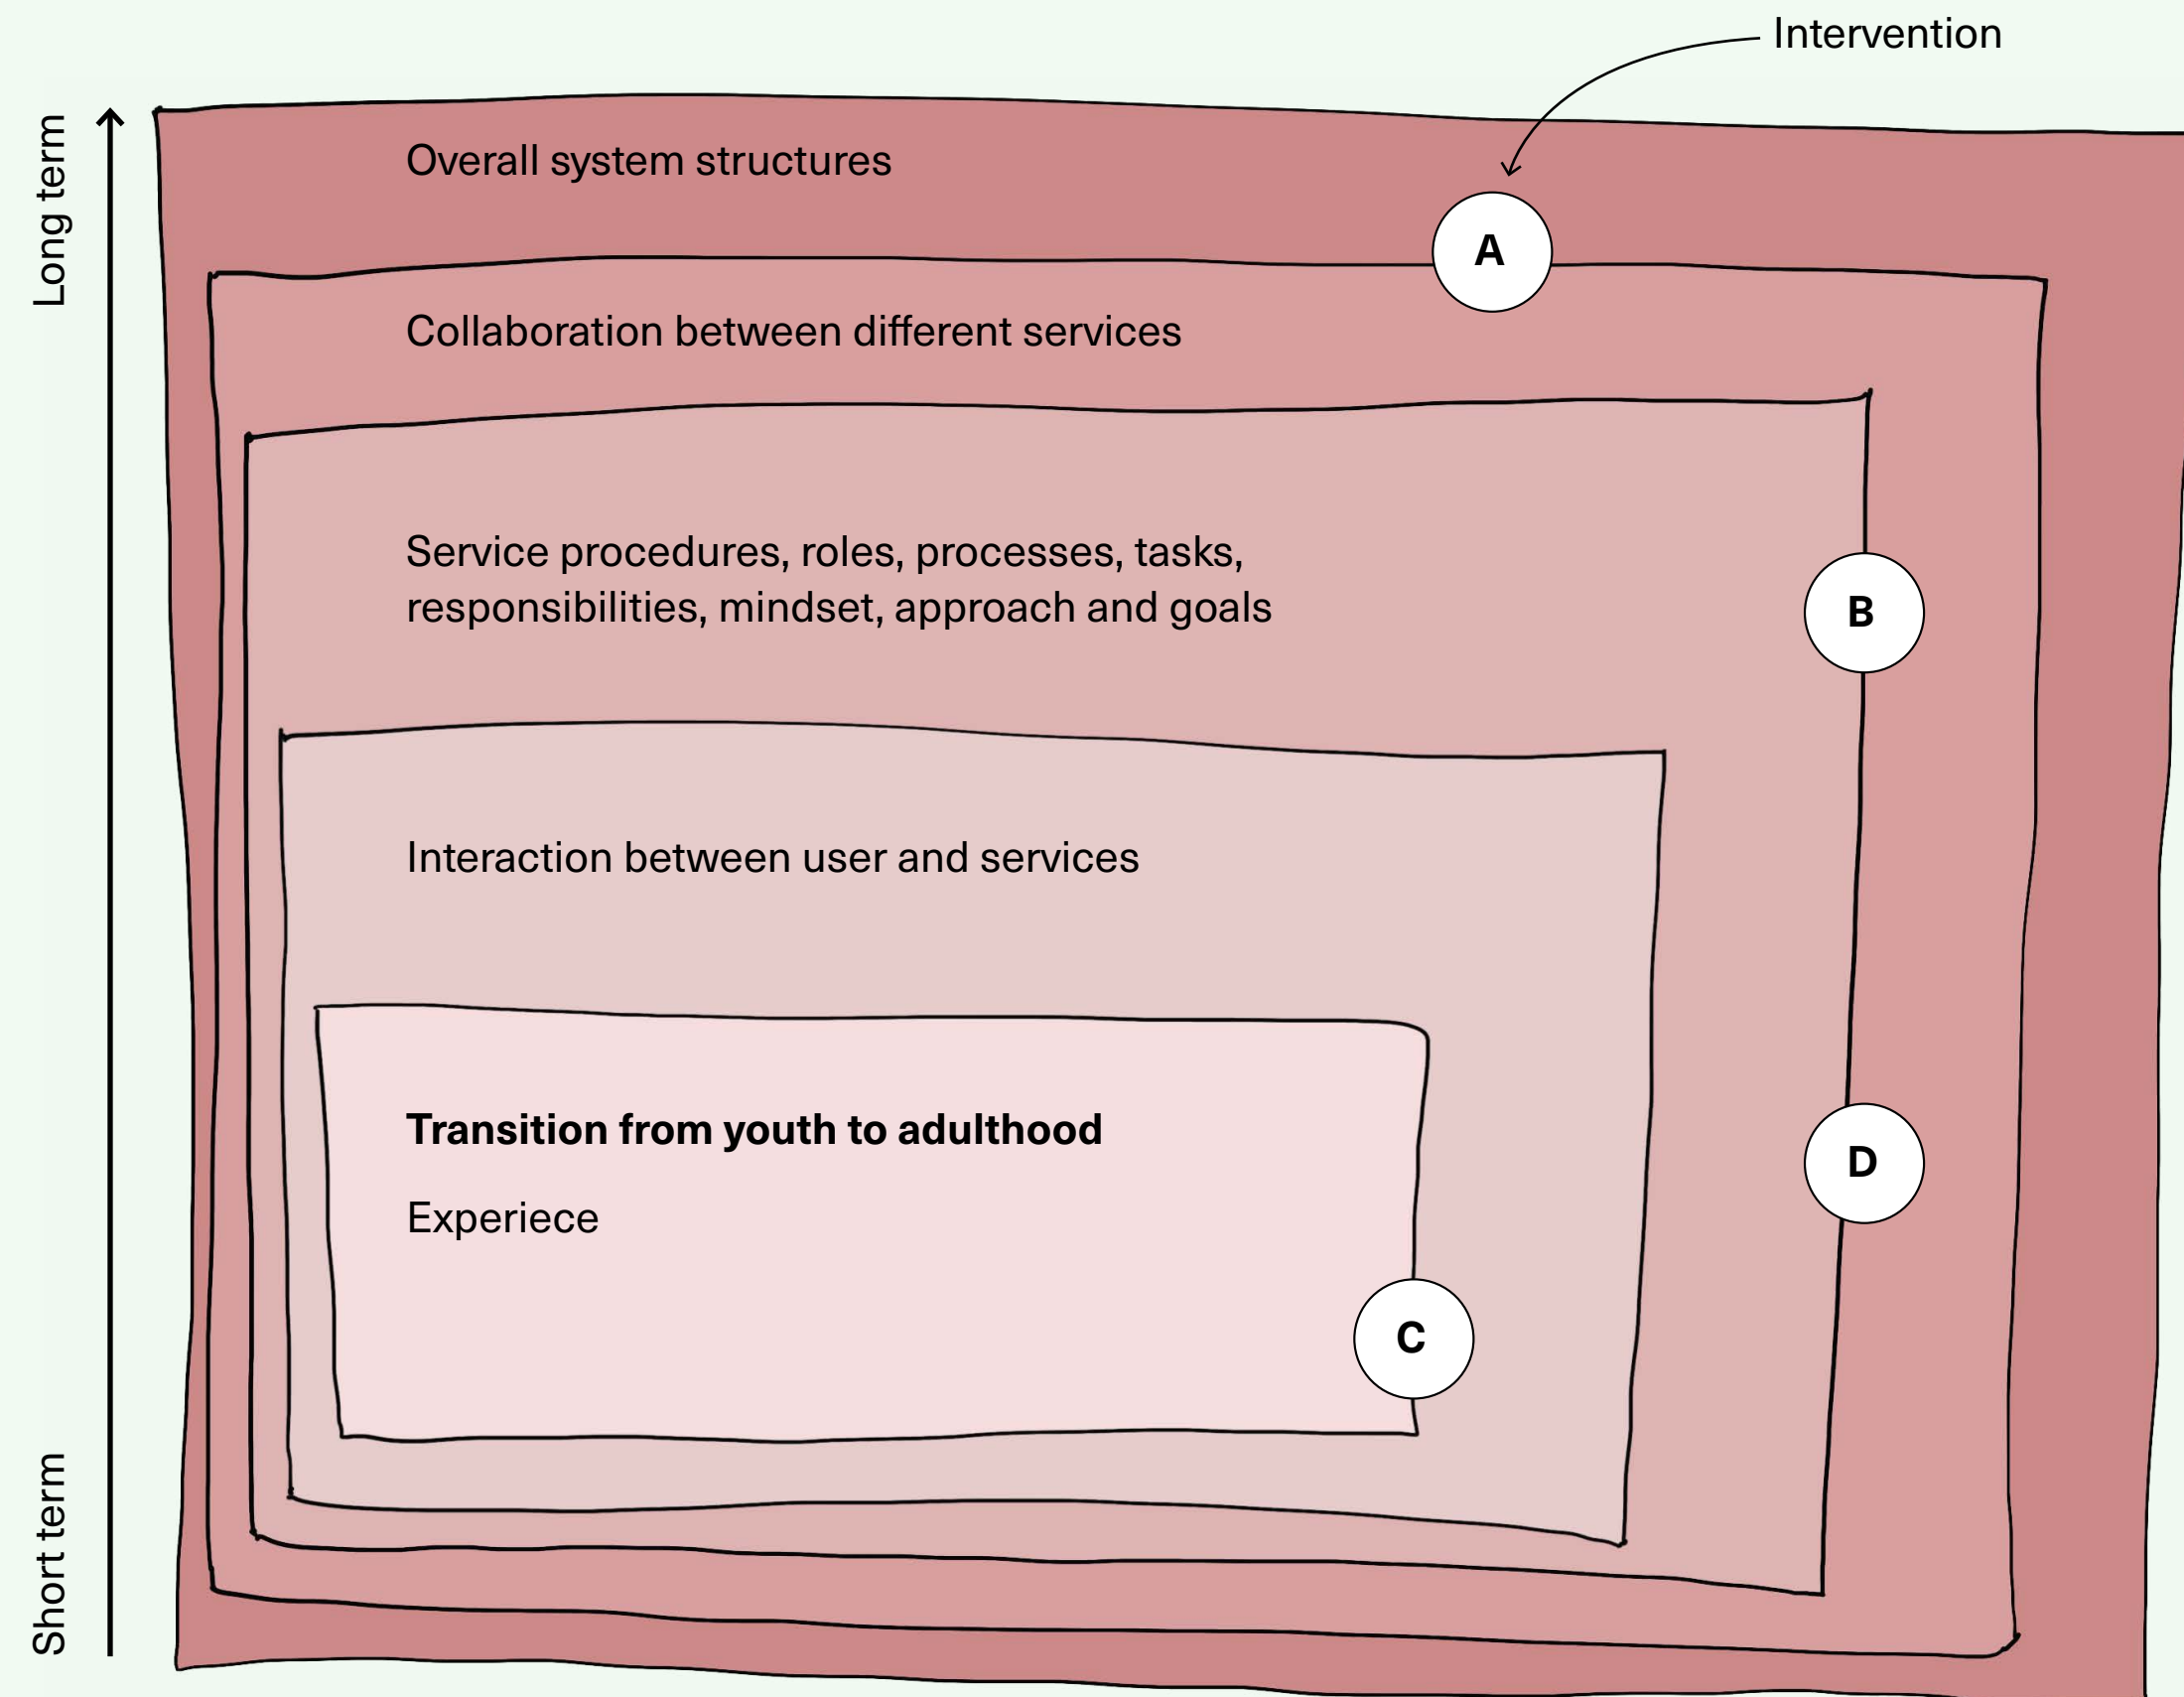 Intervention
Long term
Overall system structures
A
Collaboration between different services
Service procedures, roles, processes, tasks,
responsibilities, mindset, approach and goals
B
Interaction between user and services
Transition from youth to adulthood
D
Experiece
C
Short term